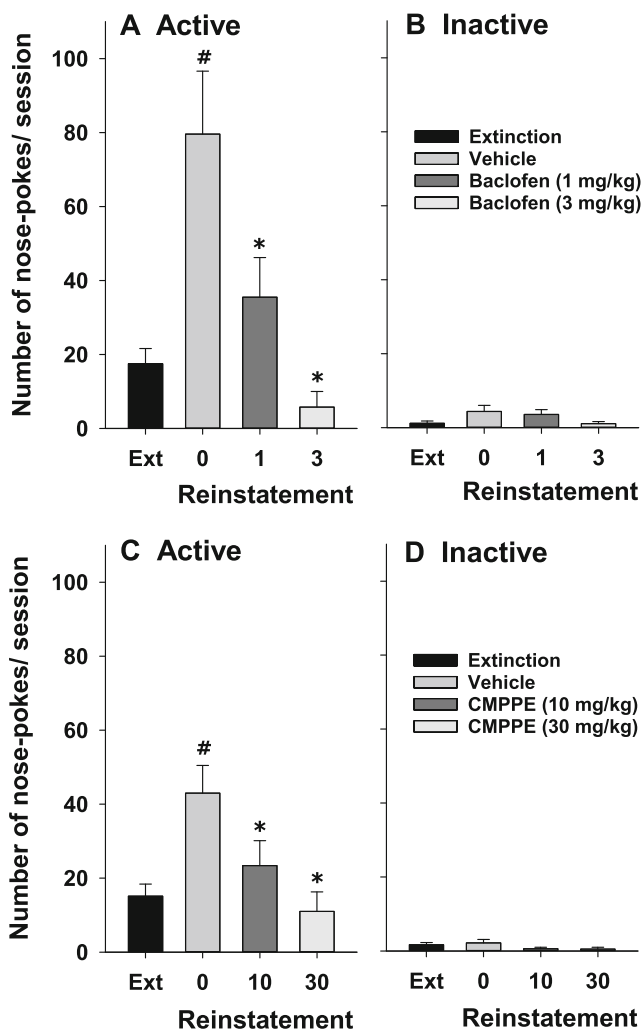 A Active
B Inactive
Number of nose-pokes/ session
100
80
60
40
20
0
#
*
*
Extinction
Vehicle
Baclofen (1 mg/kg)
Baclofen (3 mg/kg)
Ext 0 1 3
Ext 0 1 3
Reinstatement
Reinstatement
C Active
D Inactive
Number of nose-pokes/ session
100
80
60
40
20
0
#
*
*
Extinction
Vehicle
CMPPE (10 mg/kg)
CMPPE (30 mg/kg)
Ext 0 10 30
Ext 0 10 30
Reinstatement
Reinstatement